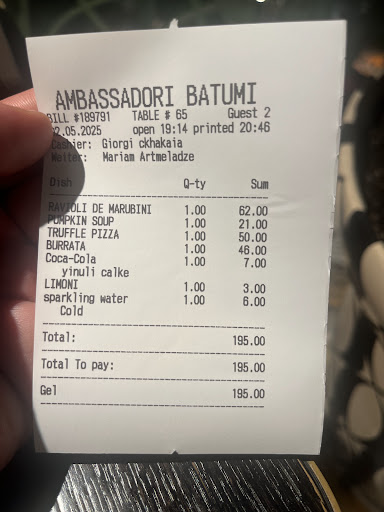 AMBASSADORI BATUMI
BILL #189791 TABLE # 65 Guest 2
2.05.2025 open 19:14 printed 20:46
Cashier: Giorgi ckhakaia
Waiter: Mariam Artmeladze
Dish Q-ty Sum
RAVIOLI DE MARUBINI 1.00 62.00
PUMPKIN SOUP 1.00 21.00
TRUFFLE PIZZA 1.00 50.00
BURRATA 1.00 46.00
Coca-Cola 1.00 7.00
yinuli calke
LIMONI 1.00 3.00
sparkling water 1.00 6.00
Cold
Total: 195.00
Total To pay: 195.00
Gel 195.00